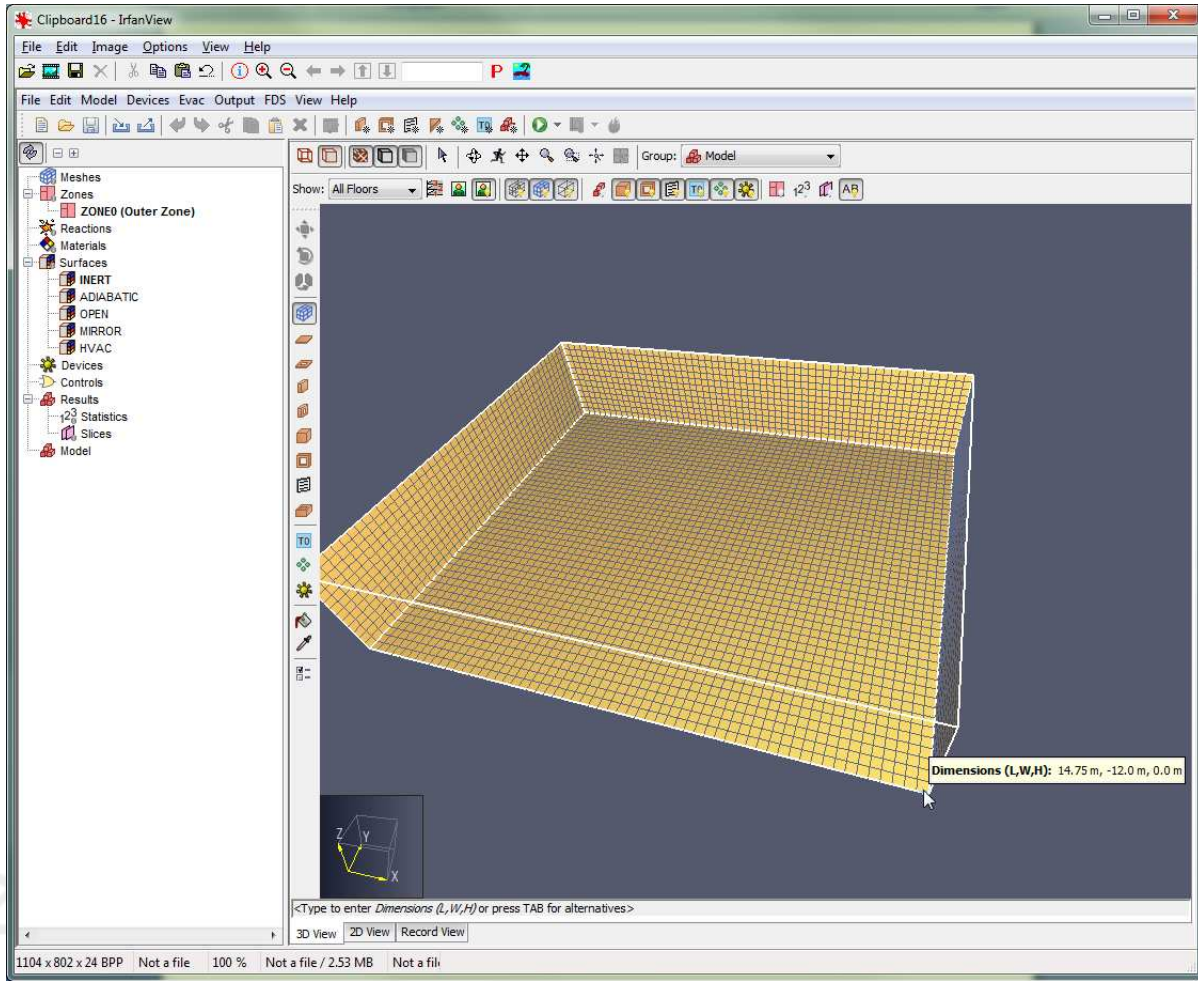 Clipboard16 - IrfanView
File Edit Image Options View Help
P
File Edit Model Devices Evac Output FDS View Help
Group: Model
Meshes
Zones
ZONE0 (Outer Zone)
Reactions
Materials
Surfaces
INERT
ADIABATIC
OPEN
MIRROR
HVAC
Devices
Controls
Results
Statistics
Slices
Model
Show: All Floors
AB
Dimensions (L,W,H): 14.75 m, -12.0 m, 0.0 m
Z Y
X
<Type to enter Dimensions (L,W,H) or press TAB for alternatives>
3D View 2D View Record View
1104 x 802 x 24 BPP Not a file 100 % Not a file / 2.53 MB Not a file